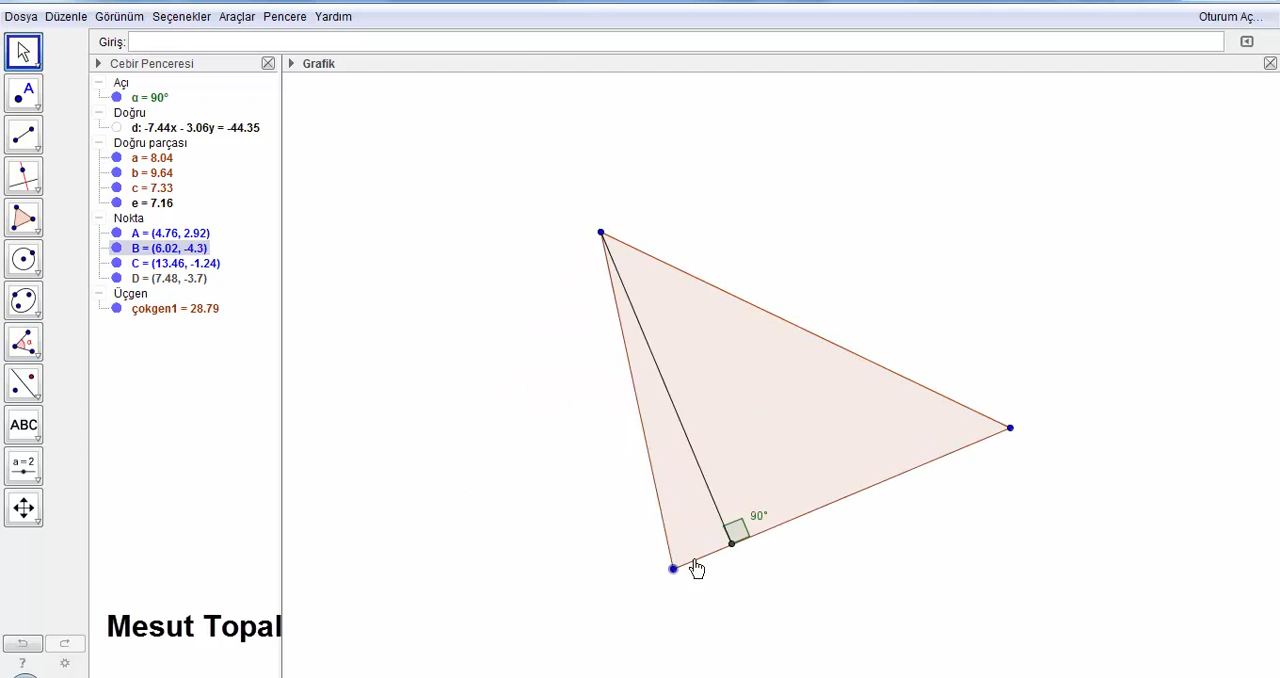 Dosya Düzenle Görünüm Seçenekler Araçlar Pencere Yardım Oturum Aç...
Giriş:
Cebir Penceresi
Grafik
Açı
α = 90°
Doğru
d: -7.44x - 3.06y = -44.35
Doğru parçası
a = 8.04
b = 9.64
c = 7.33
e = 7.16
Nokta
A = (4.76, 2.92)
B = (6.02, -4.3)
C = (13.46, -1.24)
D = (7.48, -3.7)
Üçgen
çokgen1 = 28.79
A
α
ABC
a = 2
90°
Mesut Topal
?